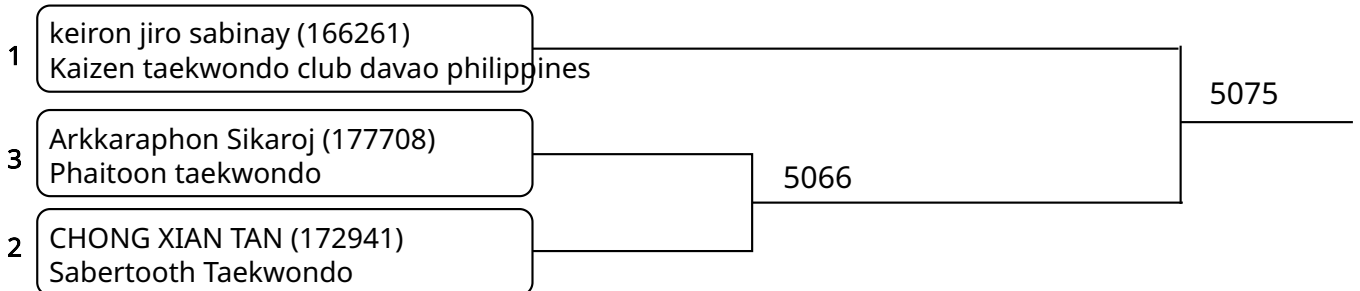 1
keiron jiro sabinay (166261)
Kaizen taekwondo club davao philippines
5075
3
Arkkaraphon Sikaroj (177708)
Phaitoon taekwondo
5066
2
CHONG XIAN TAN (172941)
Sabertooth Taekwondo